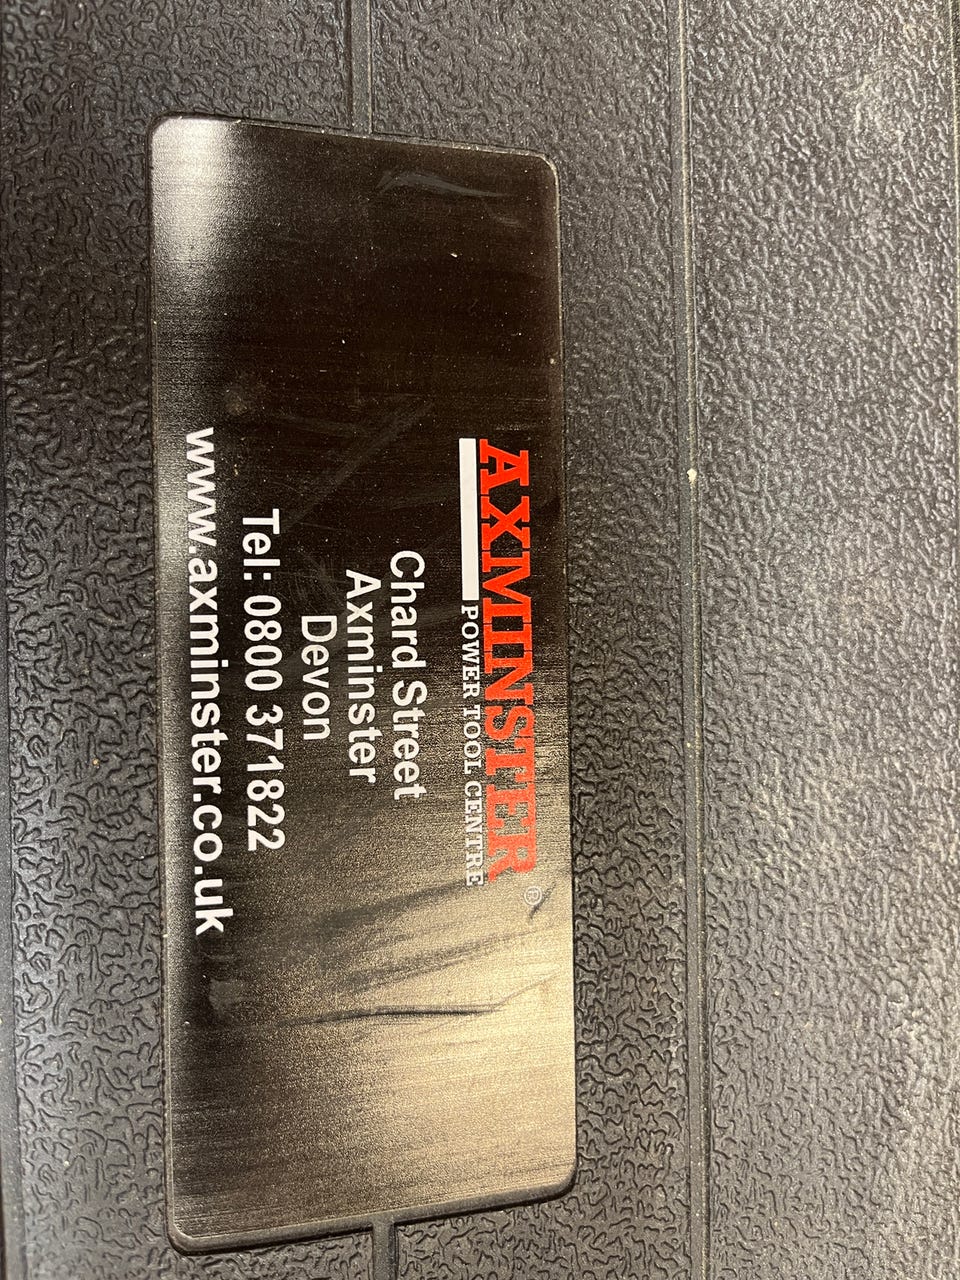 AXMINSTER ®
POWER TOOL CENTRE
Chard Street
Axminster
Devon
Tel: 0800 371822
www.axminster.co.uk